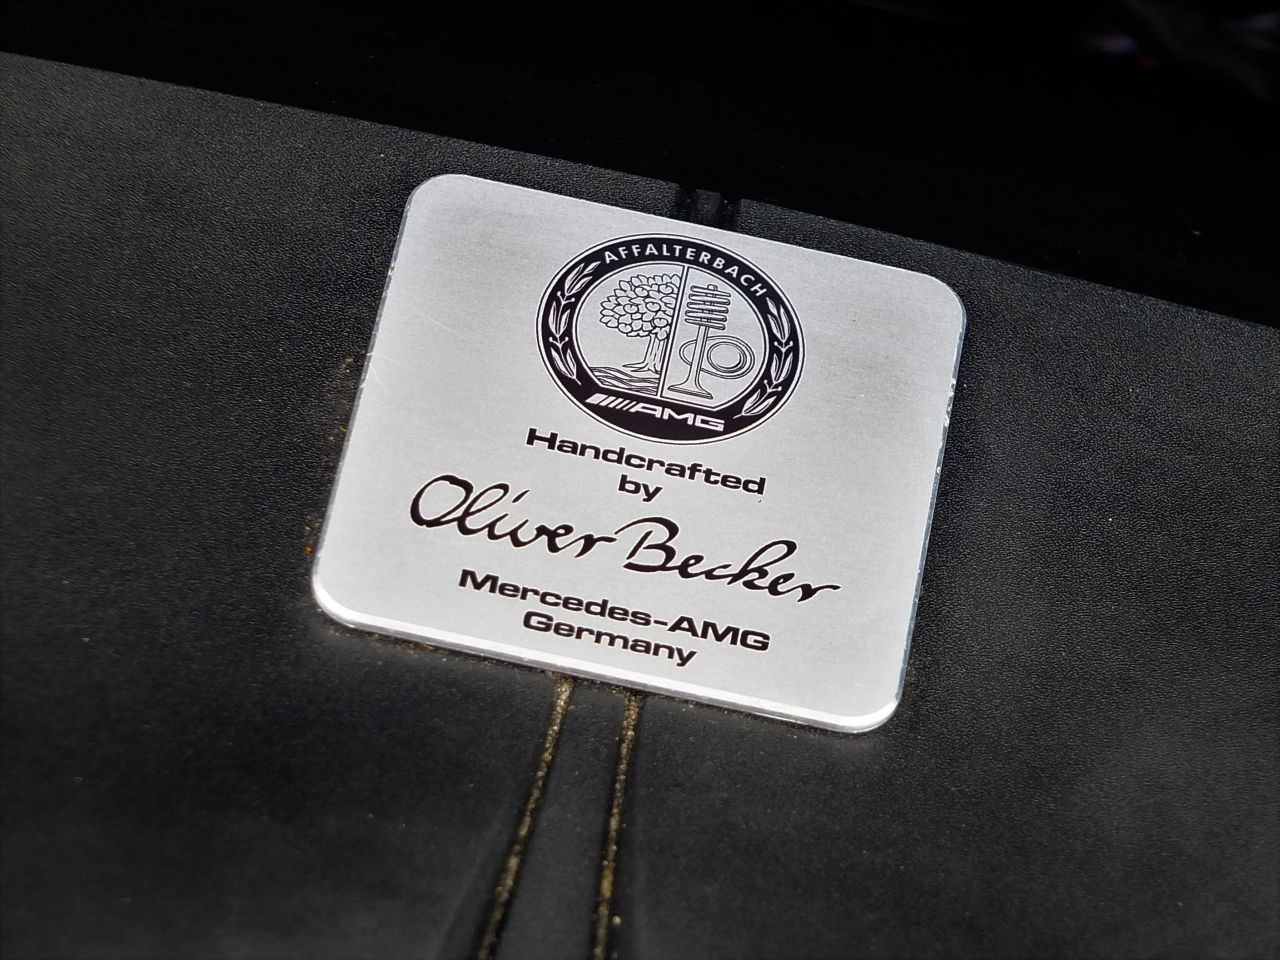 AFFALTERBACH
AMG
Handcrafted
by
Oliver Becker
Mercedes-AMG
Germany